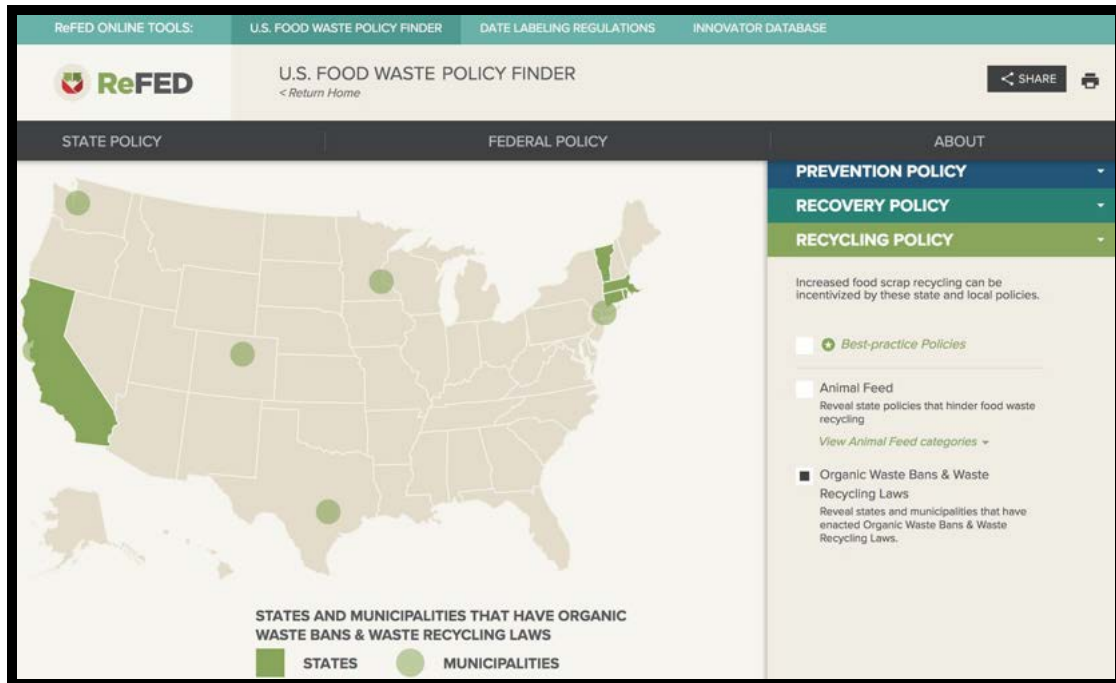 ReFED ONLINE TOOLS:
U.S. FOOD WASTE POLICY FINDER
DATE LABELING REGULATIONS
INNOVATOR DATABASE
ReFED
U.S. FOOD WASTE POLICY FINDER
< Return Home
SHARE
STATE POLICY
FEDERAL POLICY
ABOUT
PREVENTION POLICY
RECOVERY POLICY
RECYCLING POLICY
Increased food scrap recycling can be
incentivized by these state and local policies.
Best-practice Policies
Animal Feed
Reveal state policies that hinder food waste
recycling
View Animal Feed categories
Organic Waste Bans & Waste
Recycling Laws
Reveal states and municipalities that have
enacted Organic Waste Bans & Waste
Recycling Laws.
STATES AND MUNICIPALITIES THAT HAVE ORGANIC
WASTE BANS & WASTE RECYCLING LAWS
STATES
MUNICIPALITIES